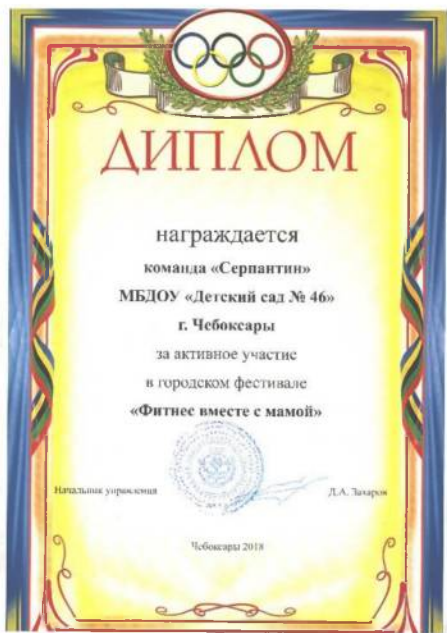 ДИПЛОМ
награждается
команда «Серпантин»
МБДОУ «Детский сад № 46»
г. Чебоксары
за активное участие
в городском фестивале
«Фитнес вместе с мамой»
Начальник управления
Д.А. Захаров
Чебоксары 2018